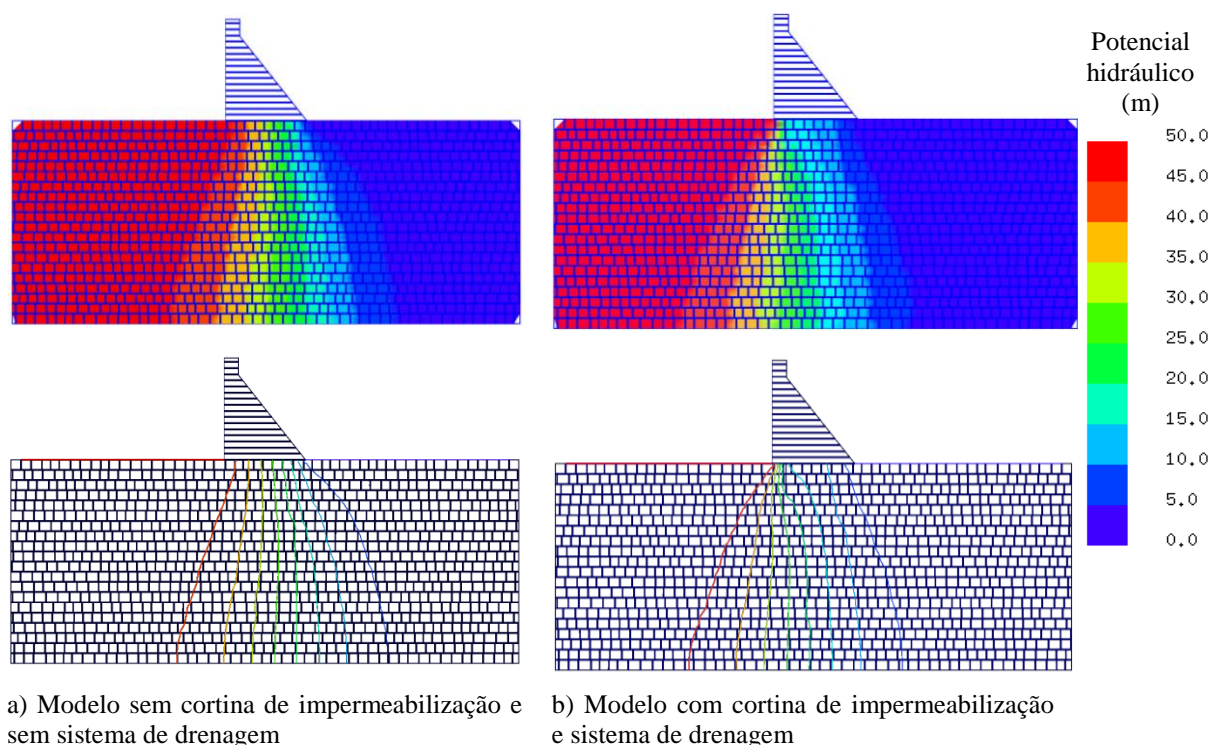 Potencial
hidráulico
(m)
50.0
45.0
40.0
35.0
30.0
25.0
20.0
15.0
10.0
5.0
0.0
a) Modelo sem cortina de impermeabilização e
sem sistema de drenagem
b) Modelo com cortina de impermeabilização
e sistema de drenagem